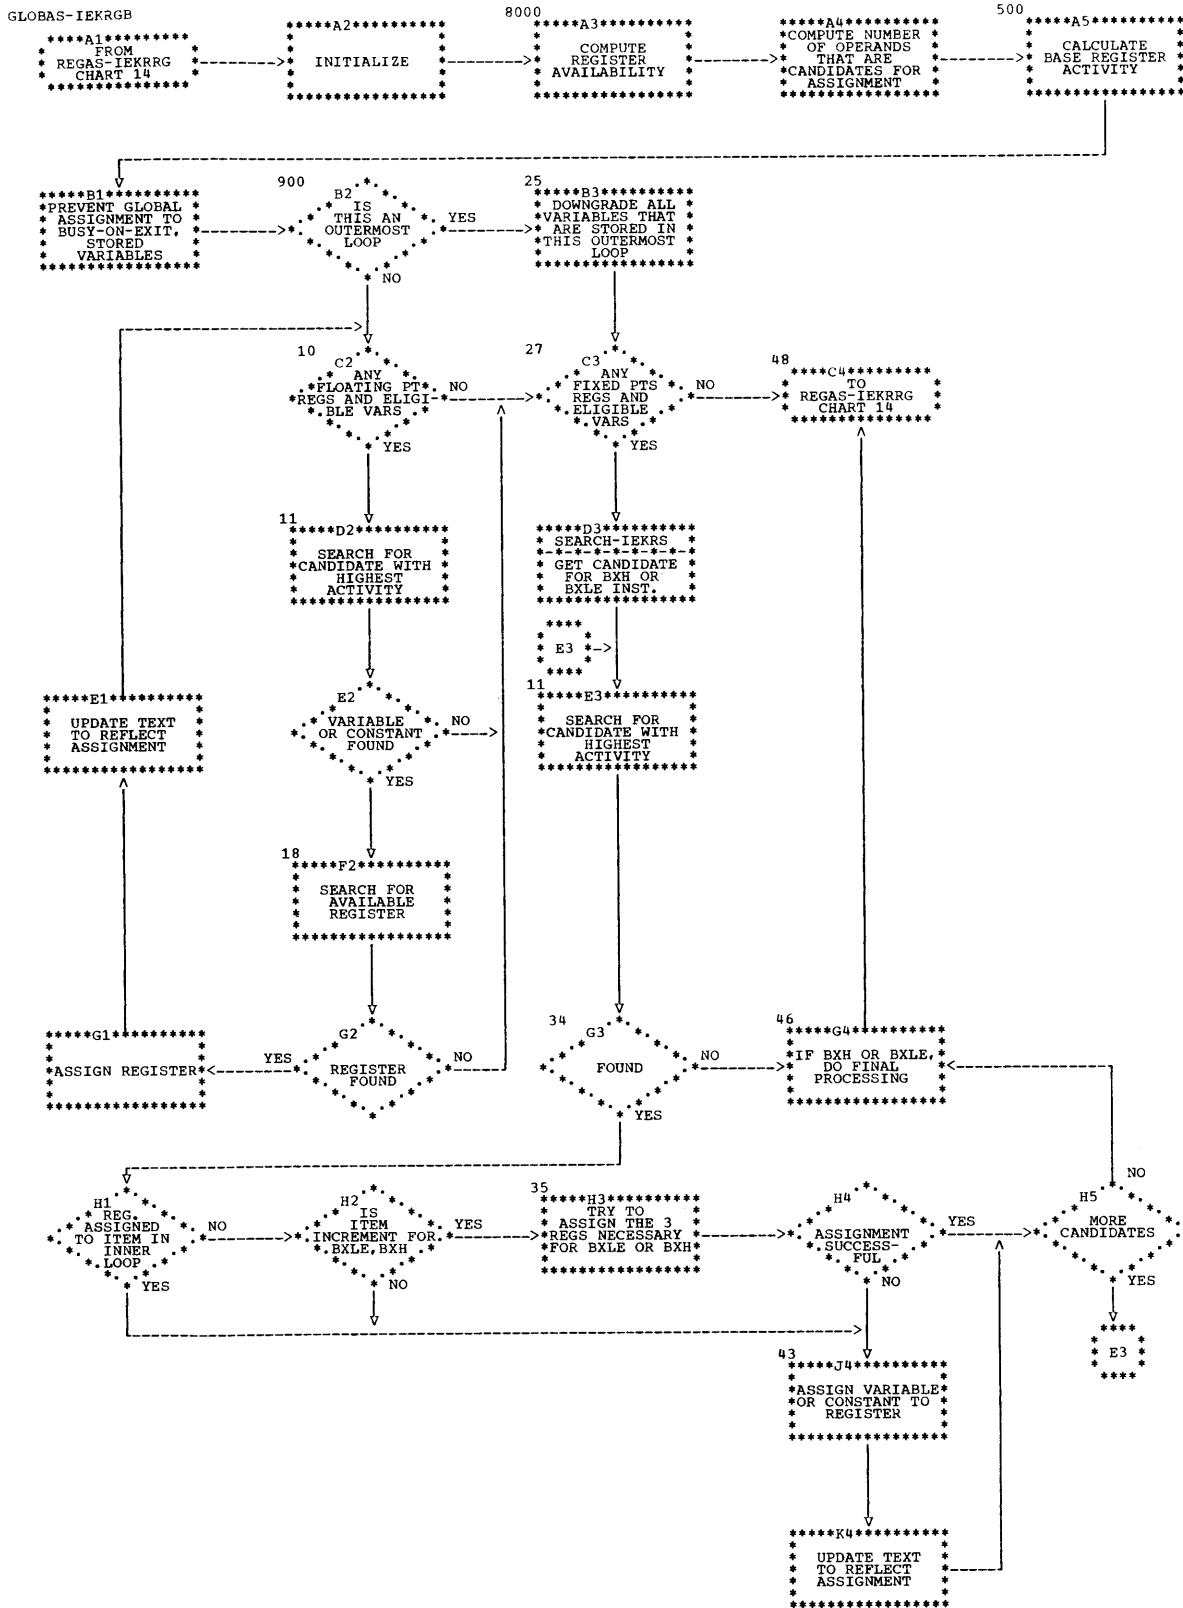 GLOBAS-IEKRGB
8000
500
A1
FROM
REGAS-IEKRRG
CHART 14
A2
INITIALIZE
A3
COMPUTE
REGISTER
AVAILABILITY
A4
COMPUTE NUMBER
OF OPERANDS
THAT ARE
CANDIDATES FOR
ASSIGNMENT
A5
CALCULATE
BASE REGISTER
ACTIVITY
B1
PREVENT GLOBAL
ASSIGNMENT TO
BUSY-ON-EXIT,
STORED
VARIABLES
900
B2
IS
THIS AN
OUTERMOST
LOOP
YES
NO
25
B3
DOWNGRADE ALL
VARIABLES THAT
ARE STORED IN
THIS OUTERMOST
LOOP
10
C2
ANY
FLOATING PT
REGS AND ELIGI
BLE VARS
NO
YES
27
C3
ANY
FIXED PTS
REGS AND
ELIGIBLE
VARS
NO
YES
48
C4
TO
REGAS-IEKRRG
CHART 14
11
D2
SEARCH FOR
CANDIDATE WITH
HIGHEST
ACTIVITY
D3
SEARCH-IEKRS
GET CANDIDATE
FOR BXH OR
BXLE INST.
E3
E1
UPDATE TEXT
TO REFLECT
ASSIGNMENT
E2
VARIABLE
OR CONSTANT
FOUND
NO
YES
11
E3
SEARCH FOR
CANDIDATE WITH
HIGHEST
ACTIVITY
18
F2
SEARCH FOR
AVAILABLE
REGISTER
G1
ASSIGN REGISTER
YES
G2
REGISTER
FOUND
NO
34
G3
FOUND
NO
YES
46
G4
IF BXH OR BXLE,
DO FINAL
PROCESSING
H1
REG.
ASSIGNED
TO ITEM IN
INNER
LOOP
NO
YES
H2
IS
ITEM
INCREMENT FOR
BXLE,BXH
YES
NO
35
H3
TRY TO
ASSIGN THE 3
REGS NECESSARY
FOR BXLE OR BXH
H4
ASSIGNMENT
SUCCESS-
FUL
YES
NO
NO
H5
MORE
CANDIDATES
YES
E3
43
J4
ASSIGN VARIABLE
OR CONSTANT TO
REGISTER
K4
UPDATE TEXT
TO REFLECT
ASSIGNMENT